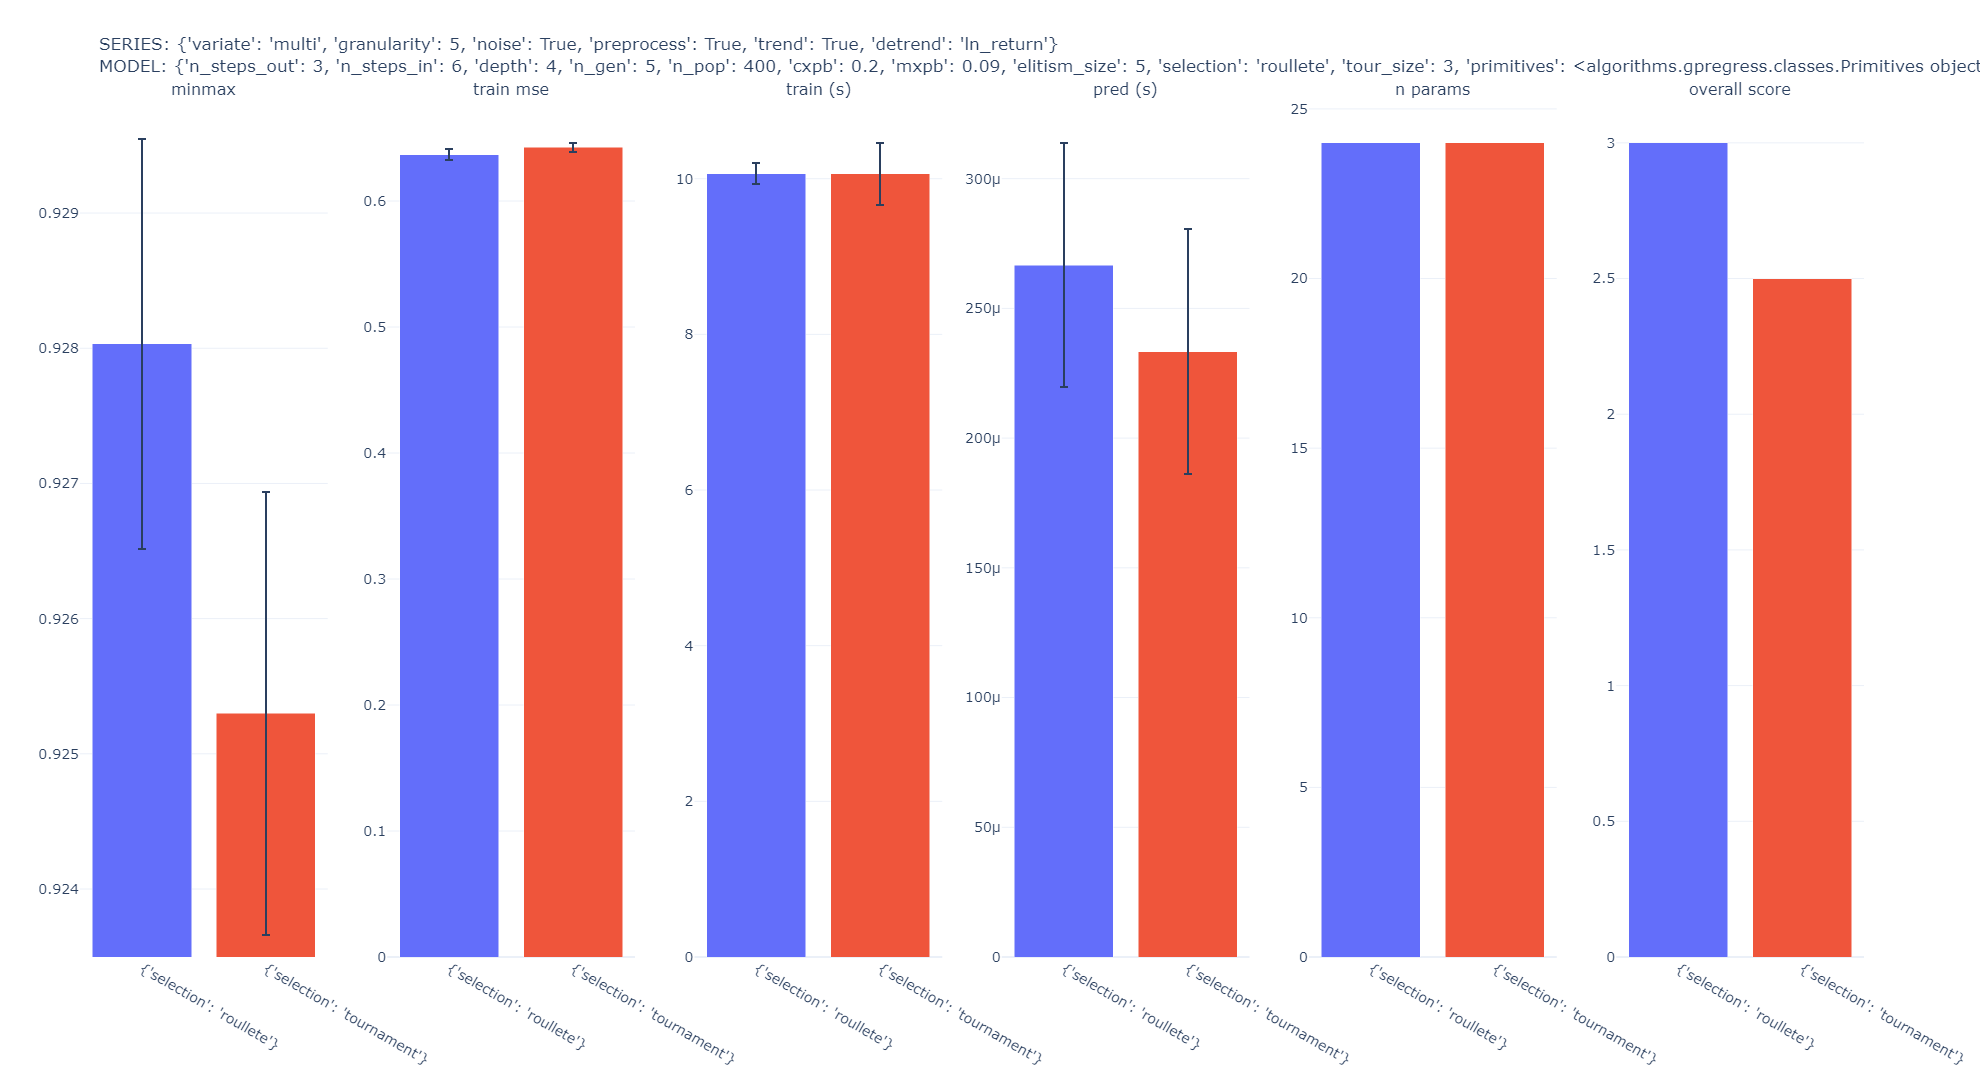 SERIES: {'variate': 'multi', 'granularity': 5, 'noise': True, 'preprocess': True, 'trend': True, 'detrend': 'ln_return'}
MODEL: {'n_steps_out': 3, 'n_steps_in': 6, 'depth': 4, 'n_gen': 5, 'n_pop': 400, 'cxpb': 0.2, 'mxpb': 0.09, 'elitism_size': 5, 'selection': 'roullete', 'tour_size': 3, 'primitives': <algorithms.gpregress.classes.Primitives object
minmax
0.929
0.928
0.927
0.926
0.925
0.924
{'selection': 'roullete'}
{'selection': 'tournament'}
train mse
0.6
0.5
0.4
0.3
0.2
0.1
0
{'selection': 'roullete'}
{'selection': 'tournament'}
train (s)
10
8
6
4
2
0
{'selection': 'roullete'}
{'selection': 'tournament'}
pred (s)
300μ
250μ
200μ
150μ
100μ
50μ
0
{'selection': 'roullete'}
{'selection': 'tournament'}
n params
25
20
15
10
5
0
{'selection': 'roullete'}
{'selection': 'tournament'}
overall score
3
2.5
2
1.5
1
0.5
0
{'selection': 'roullete'}
{'selection': 'tournament'}